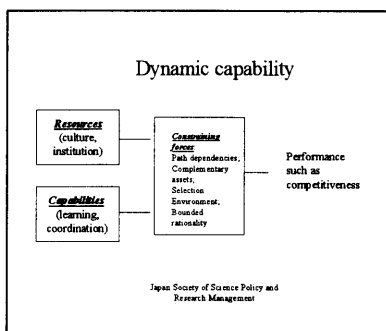 Dynamic capability
Resources
(culture,
institution)
Capabilities
(learning,
coordination)
Constraining
forces
Path dependencies;
Complementary
assets;
Selection
Environment;
Bounded
rationality
Performance
such as
competitiveness
Japan Society of Science Policy and
Research Management